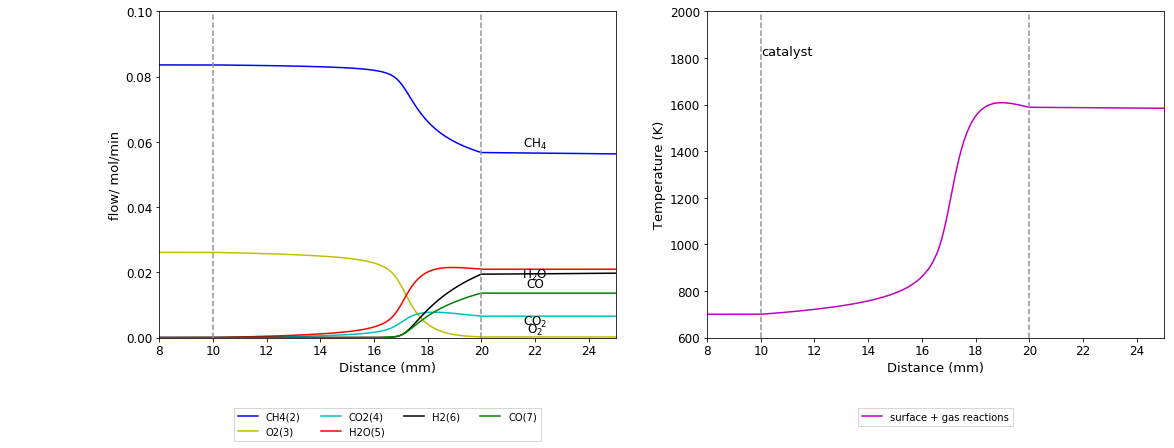 0.10
0.08
0.06
0.04
0.02
0.00
flow/ mol/min
CH4
H2O
H2
CO
CO2
O2
8 10 12 14 16 18 20 22 24
Distance (mm)
CH4(2) CO2(4) H2(6) CO(7)
O2(3) H2O(5)
2000
1800
1600
1400
1200
1000
800
600
Temperature (K)
catalyst
8 10 12 14 16 18 20 22 24
Distance (mm)
surface + gas reactions